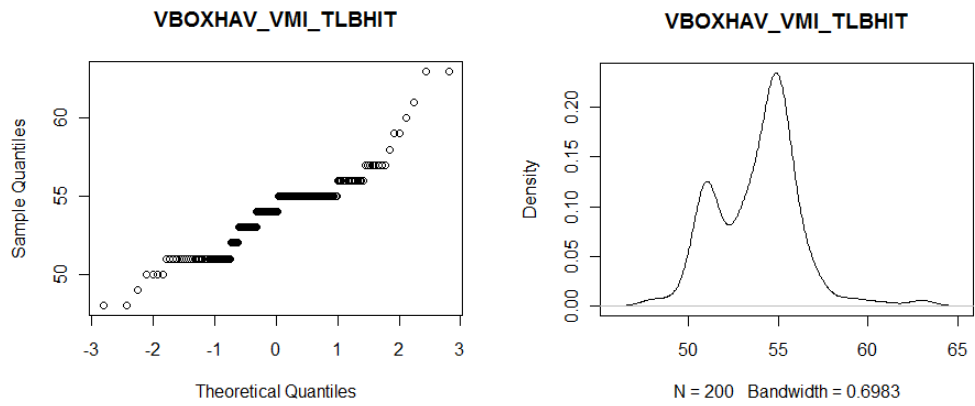 VBOXHAV_VMI_TLBHIT
Sample Quantiles
60
55
50
-3 -2 -1 0 1 2 3
Theoretical Quantiles
VBOXHAV_VMI_TLBHIT
Density
0.20
0.15
0.10
0.05
0.00
50 55 60 65
N = 200 Bandwidth = 0.6983